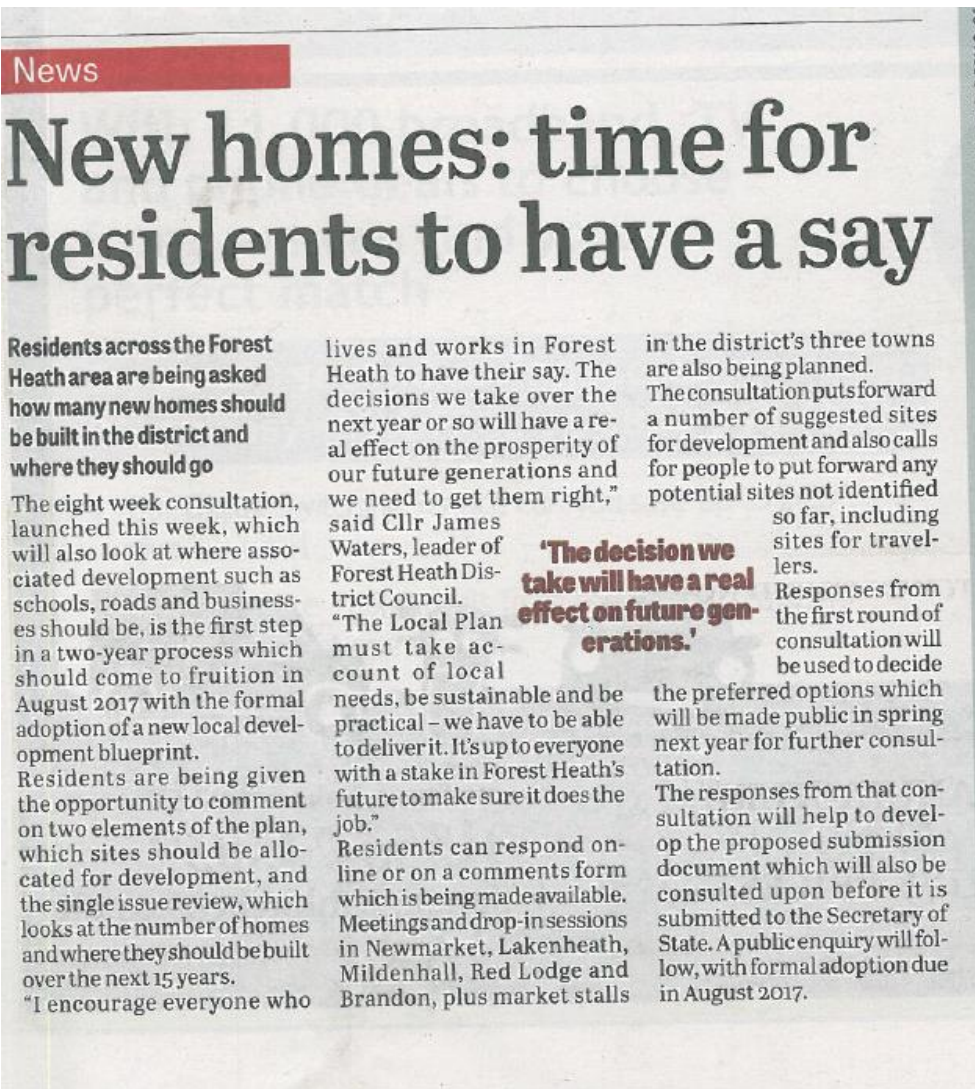 News
New homes: time for
residents to have a say
Residents across the Forest
Heath area are being asked
how many new homes should
be built in the district and
where they should go
The eight week consultation,
launched this week, which
will also look at where asso-
ciated development such as
schools, roads and business-
es should be, is the first step
in a two-year process which
should come to fruition in
August 2017 with the formal
adoption of a new local devel-
opment blueprint.
Residents are being given
the opportunity to comment
on two elements of the plan,
which sites should be allo-
cated for development, and
the single issue review, which
looks at the number of homes
and where they should be built
over the next 15 years.
"I encourage everyone who
lives and works in Forest
Heath to have their say. The
decisions we take over the
next year or so will have a re-
al effect on the prosperity of
our future generations and
we need to get them right,"
said Cllr James
Waters, leader of
Forest Heath Dis-
trict Council.
"The Local Plan
must take ac-
count of local
needs, be sustainable and be
practical – we have to be able
to deliver it. It's up to everyone
with a stake in Forest Heath's
future to make sure it does the
job."
Residents can respond on-
line or on a comments form
which is being made available.
Meetings and drop-in sessions
in Newmarket, Lakenheath,
Mildenhall, Red Lodge and
Brandon, plus market stalls
'The decision we
take will have a real
effect on future gen-
erations.'
in the district's three towns
are also being planned.
The consultation puts forward
a number of suggested sites
for development and also calls
for people to put forward any
potential sites not identified
so far, including
sites for travel-
lers.
Responses from
the first round of
consultation will
be used to decide
the preferred options which
will be made public in spring
next year for further consul-
tation.
The responses from that con-
sultation will help to devel-
op the proposed submission
document which will also be
consulted upon before it is
submitted to the Secretary of
State. A public enquiry will fol-
low, with formal adoption due
in August 2017.